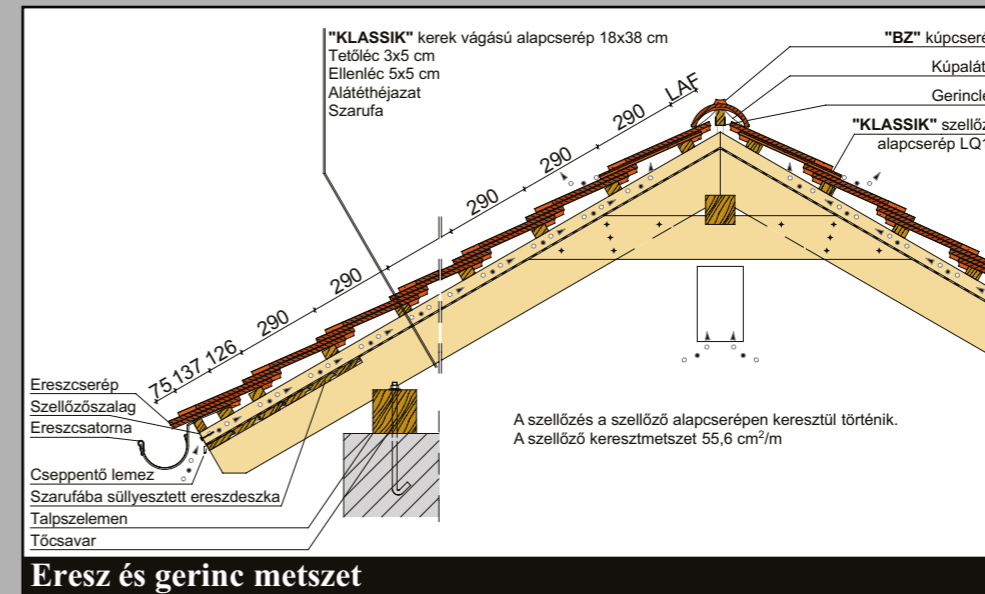 "KLASSIK" kerek vágású alapcserép 18x38 cm
Tetőléc 3x5 cm
Ellenléc 5x5 cm
Alátéthéjazat
Szarufa
"BZ" kúpcseré
Kúpalát
Gerincle
"KLASSIK" szellőz
alapcserép LQ1
LAF
290
290
290
290
290
290
126
137
75
Ereszcserép
Szellőzőszalag
Ereszcsatorna
Cseppentő lemez
Szarufába süllyesztett ereszdeszka
Talpszelemen
Tőcsavar
A szellőzés a szellőző alapcserépen keresztül történik.
A szellőző keresztmetszet 55,6 cm²/m
Eresz és gerinc metszet